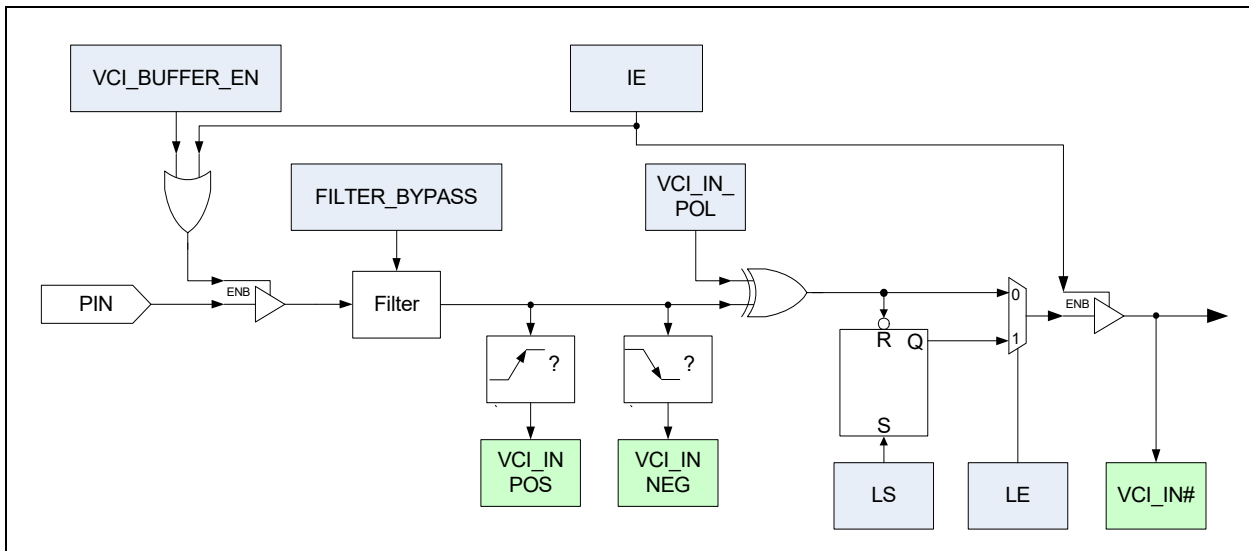 VCI_BUFFER_EN
IE
FILTER_BYPASS
VCI_IN_
POL
PIN
ENB
Filter
0
1
ENB
R
Q
S
?
?
`
`
VCI_IN
POS
VCI_IN
NEG
LS
LE
VCI_IN#